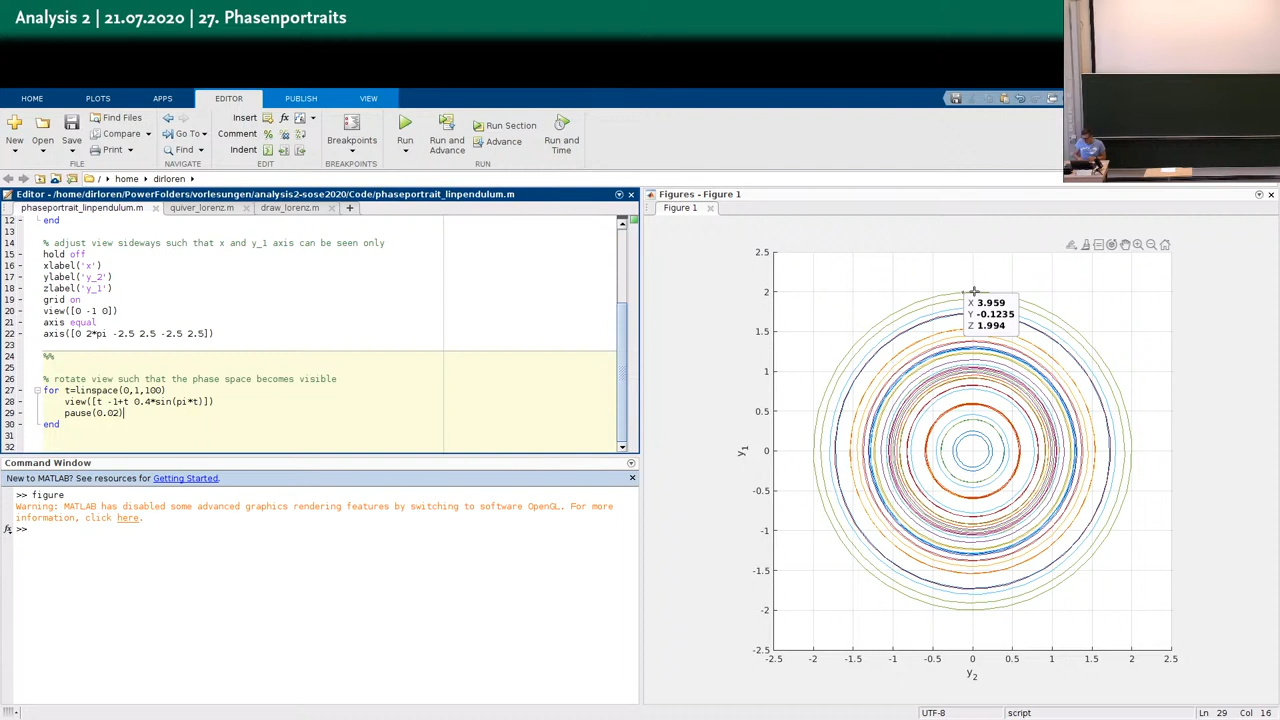 Analysis 2 | 21.07.2020 | 27. Phasenportraits
HOME PLOTS APPS EDITOR PUBLISH VIEW
New Open Save Find Files Compare Print Go To Find Insert Comment Indent Breakpoints Run Run and Advance Run Section Advance Run and Time
FILE NAVIGATE EDIT BREAKPOINTS RUN
/ home dirloren
Editor - /home/dirloren/PowerFolders/vorlesungen/analysis2-sose2020/Code/phaseportrait_linpendulum.m
phaseportrait_linpendulum.m quiver_lorenz.m draw_lorenz.m
12 end
13
14 % adjust view sideways such that x and y_1 axis can be seen only
15 hold off
16 xlabel('x')
17 ylabel('y_2')
18 zlabel('y_1')
19 grid on
20 view([0 -1 0])
21 axis equal
22 axis([0 2*pi -2.5 2.5 -2.5 2.5])
23
24 %%
25
26 % rotate view such that the phase space becomes visible
27 for t=linspace(0,1,100)
28 view([t -1+t 0.4*sin(pi*t)])
29 pause(0.02)
30 end
31
32
Command Window
New to MATLAB? See resources for Getting Started.
>> figure
Warning: MATLAB has disabled some advanced graphics rendering features by switching to software OpenGL. For more
information, click here.
fx >>
Figures - Figure 1
Figure 1
2.5
2
X 3.959
Y -0.1235
Z 1.994
1.5
1
0.5
0
y_1
-0.5
-1
-1.5
-2
-2.5
-2.5 -2 -1.5 -1 -0.5 0 0.5 1 1.5 2 2.5
y_2
UTF-8 script Ln 29 Col 16